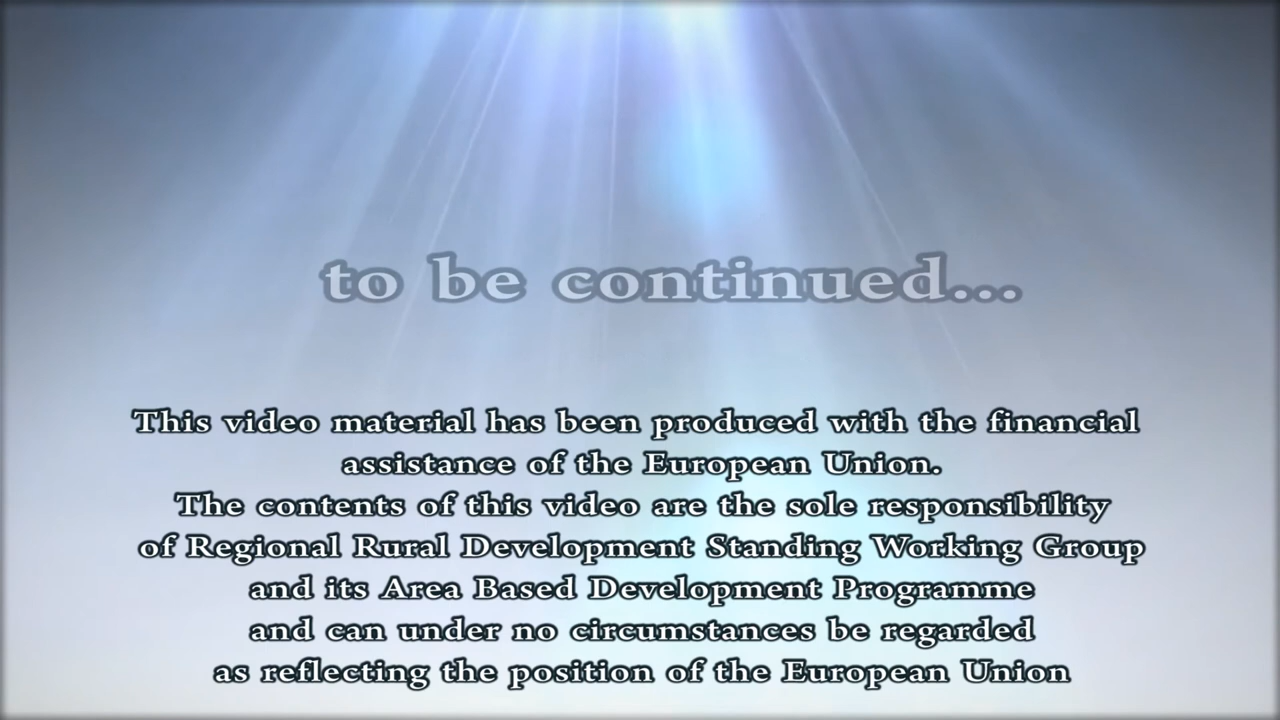 to be continued...
This video material has been produced with the financial
assistance of the European Union.
The contents of this video are the sole responsibility
of Regional Rural Development Standing Working Group
and its Area Based Development Programme
and can under no circumstances be regarded
as reflecting the position of the European Union